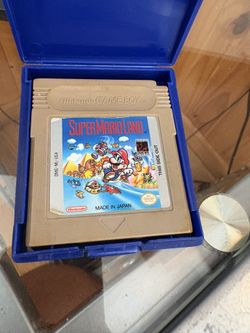 Nintendo GAME BOY
SUPER MARIO LAND
DMG-ML-USA
THIS SIDE OUT
Nintendo
MADE IN JAPAN